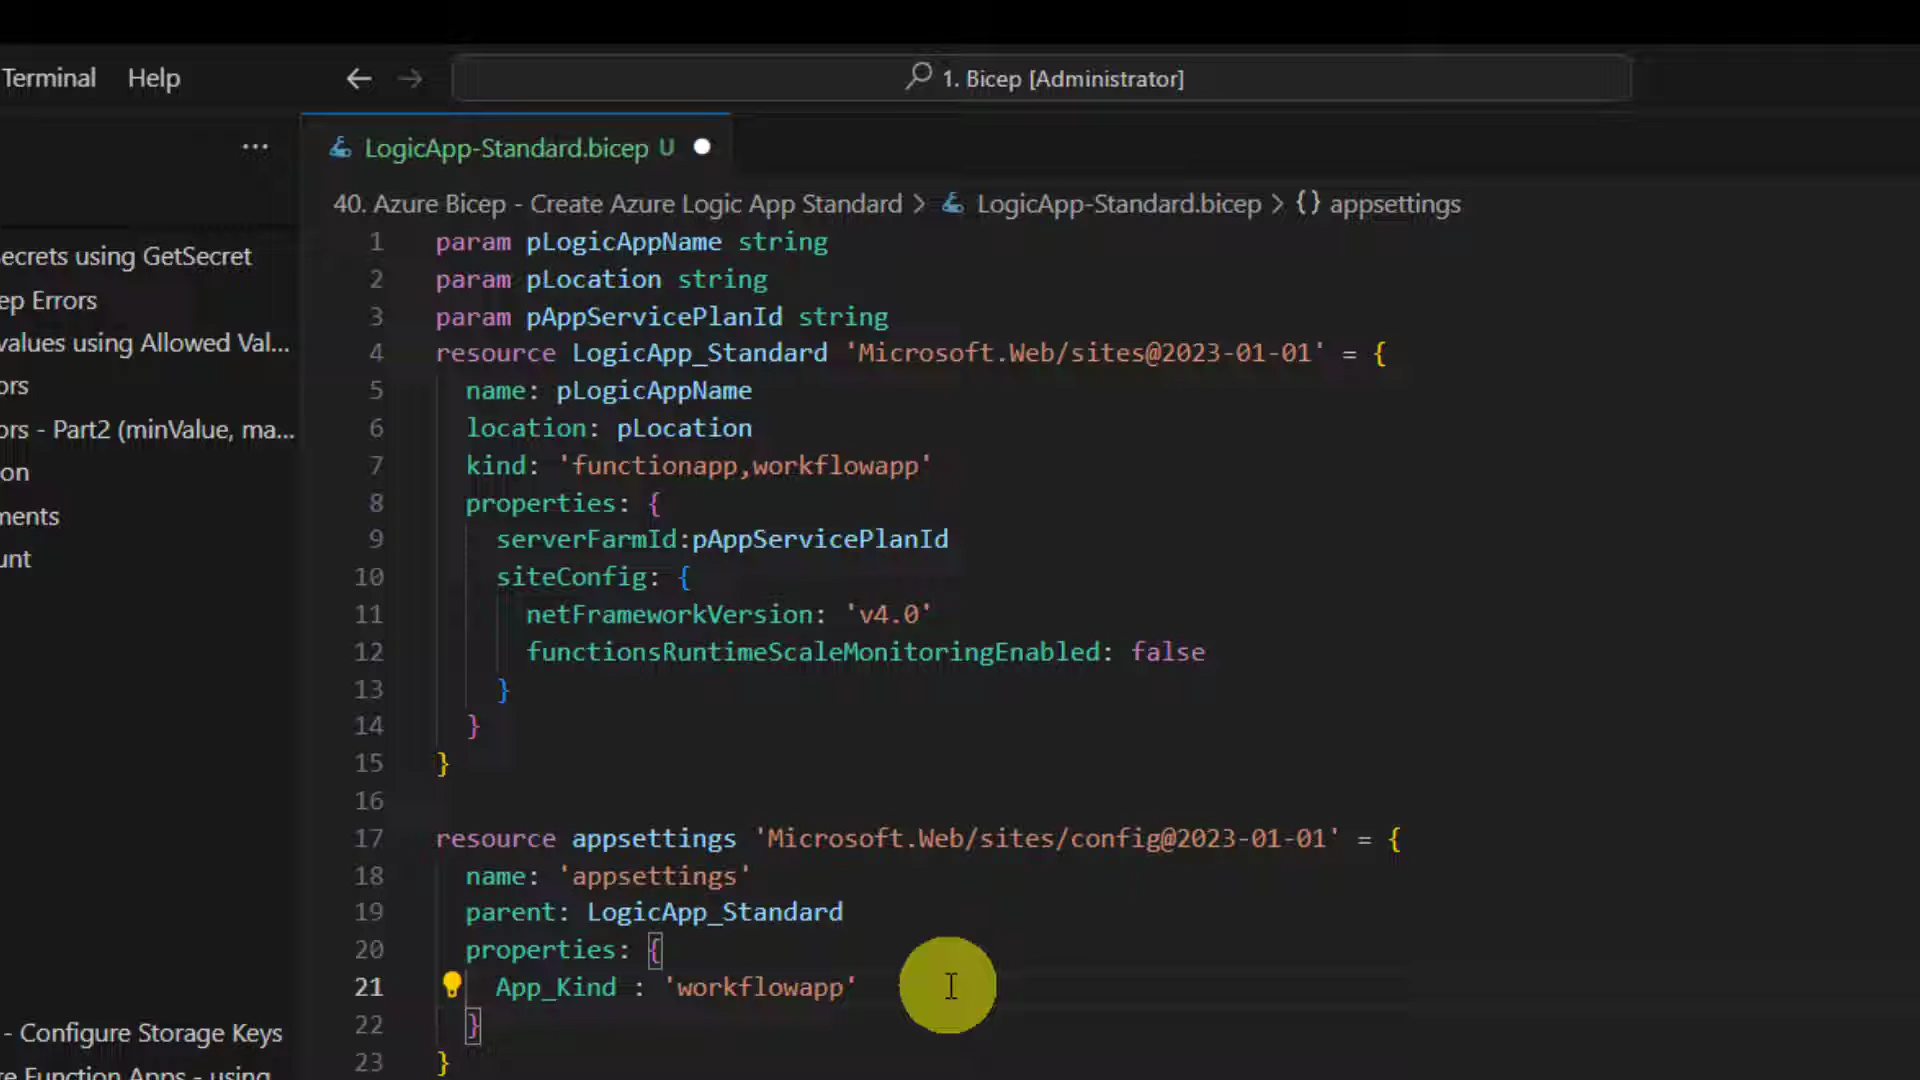 Terminal Help
1. Bicep [Administrator]
...
LogicApp-Standard.bicep U
40. Azure Bicep - Create Azure Logic App Standard > LogicApp-Standard.bicep > {} appsettings
ecrets using GetSecret
ep Errors
values using Allowed Val...
ors
ors - Part2 (minValue, ma...
on
ments
unt
- Configure Storage Keys
re Function Apps - using
1 param pLogicAppName string
2 param pLocation string
3 param pAppServicePlanId string
4 resource LogicApp_Standard 'Microsoft.Web/sites@2023-01-01' = {
5 name: pLogicAppName
6 location: pLocation
7 kind: 'functionapp,workflowapp'
8 properties: {
9 serverFarmId:pAppServicePlanId
10 siteConfig: {
11 netFrameworkVersion: 'v4.0'
12 functionsRuntimeScaleMonitoringEnabled: false
13 }
14 }
15 }
16
17 resource appsettings 'Microsoft.Web/sites/config@2023-01-01' = {
18 name: 'appsettings'
19 parent: LogicApp_Standard
20 properties: {
21 App_Kind : 'workflowapp'
22 }
23 }